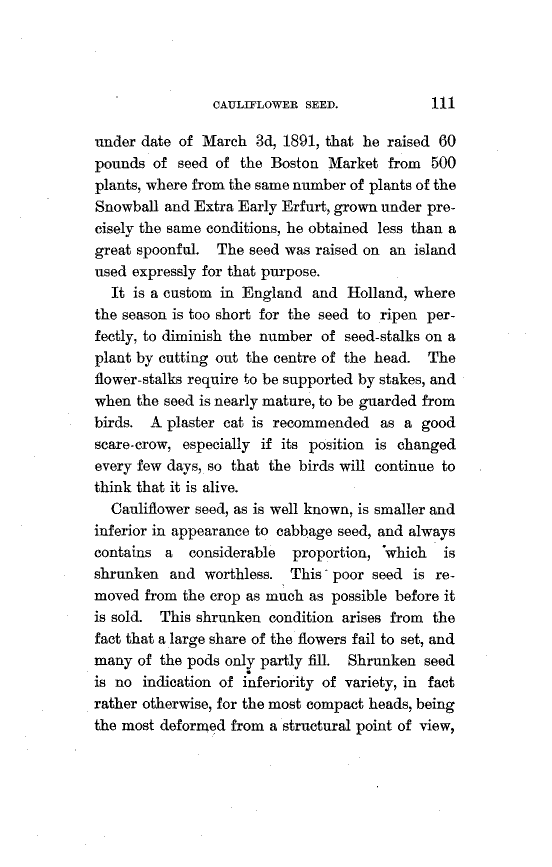 CAULIFLOWER SEED. 111
under date of March 3d, 1891, that he raised 60
pounds of seed of the Boston Market from 500
plants, where from the same number of plants of the
Snowball and Extra Early Erfurt, grown under pre-
cisely the same conditions, he obtained less than a
great spoonful. The seed was raised on an island
used expressly for that purpose.
It is a custom in England and Holland, where
the season is too short for the seed to ripen per-
fectly, to diminish the number of seed-stalks on a
plant by cutting out the centre of the head. The
flower-stalks require to be supported by stakes, and
when the seed is nearly mature, to be guarded from
birds. A plaster cat is recommended as a good
scare-crow, especially if its position is changed
every few days, so that the birds will continue to
think that it is alive.
Cauliflower seed, as is well known, is smaller and
inferior in appearance to cabbage seed, and always
contains a considerable proportion, which is
shrunken and worthless. This poor seed is re-
moved from the crop as much as possible before it
is sold. This shrunken condition arises from the
fact that a large share of the flowers fail to set, and
many of the pods only partly fill. Shrunken seed
is no indication of inferiority of variety, in fact
rather otherwise, for the most compact heads, being
the most deformed from a structural point of view,